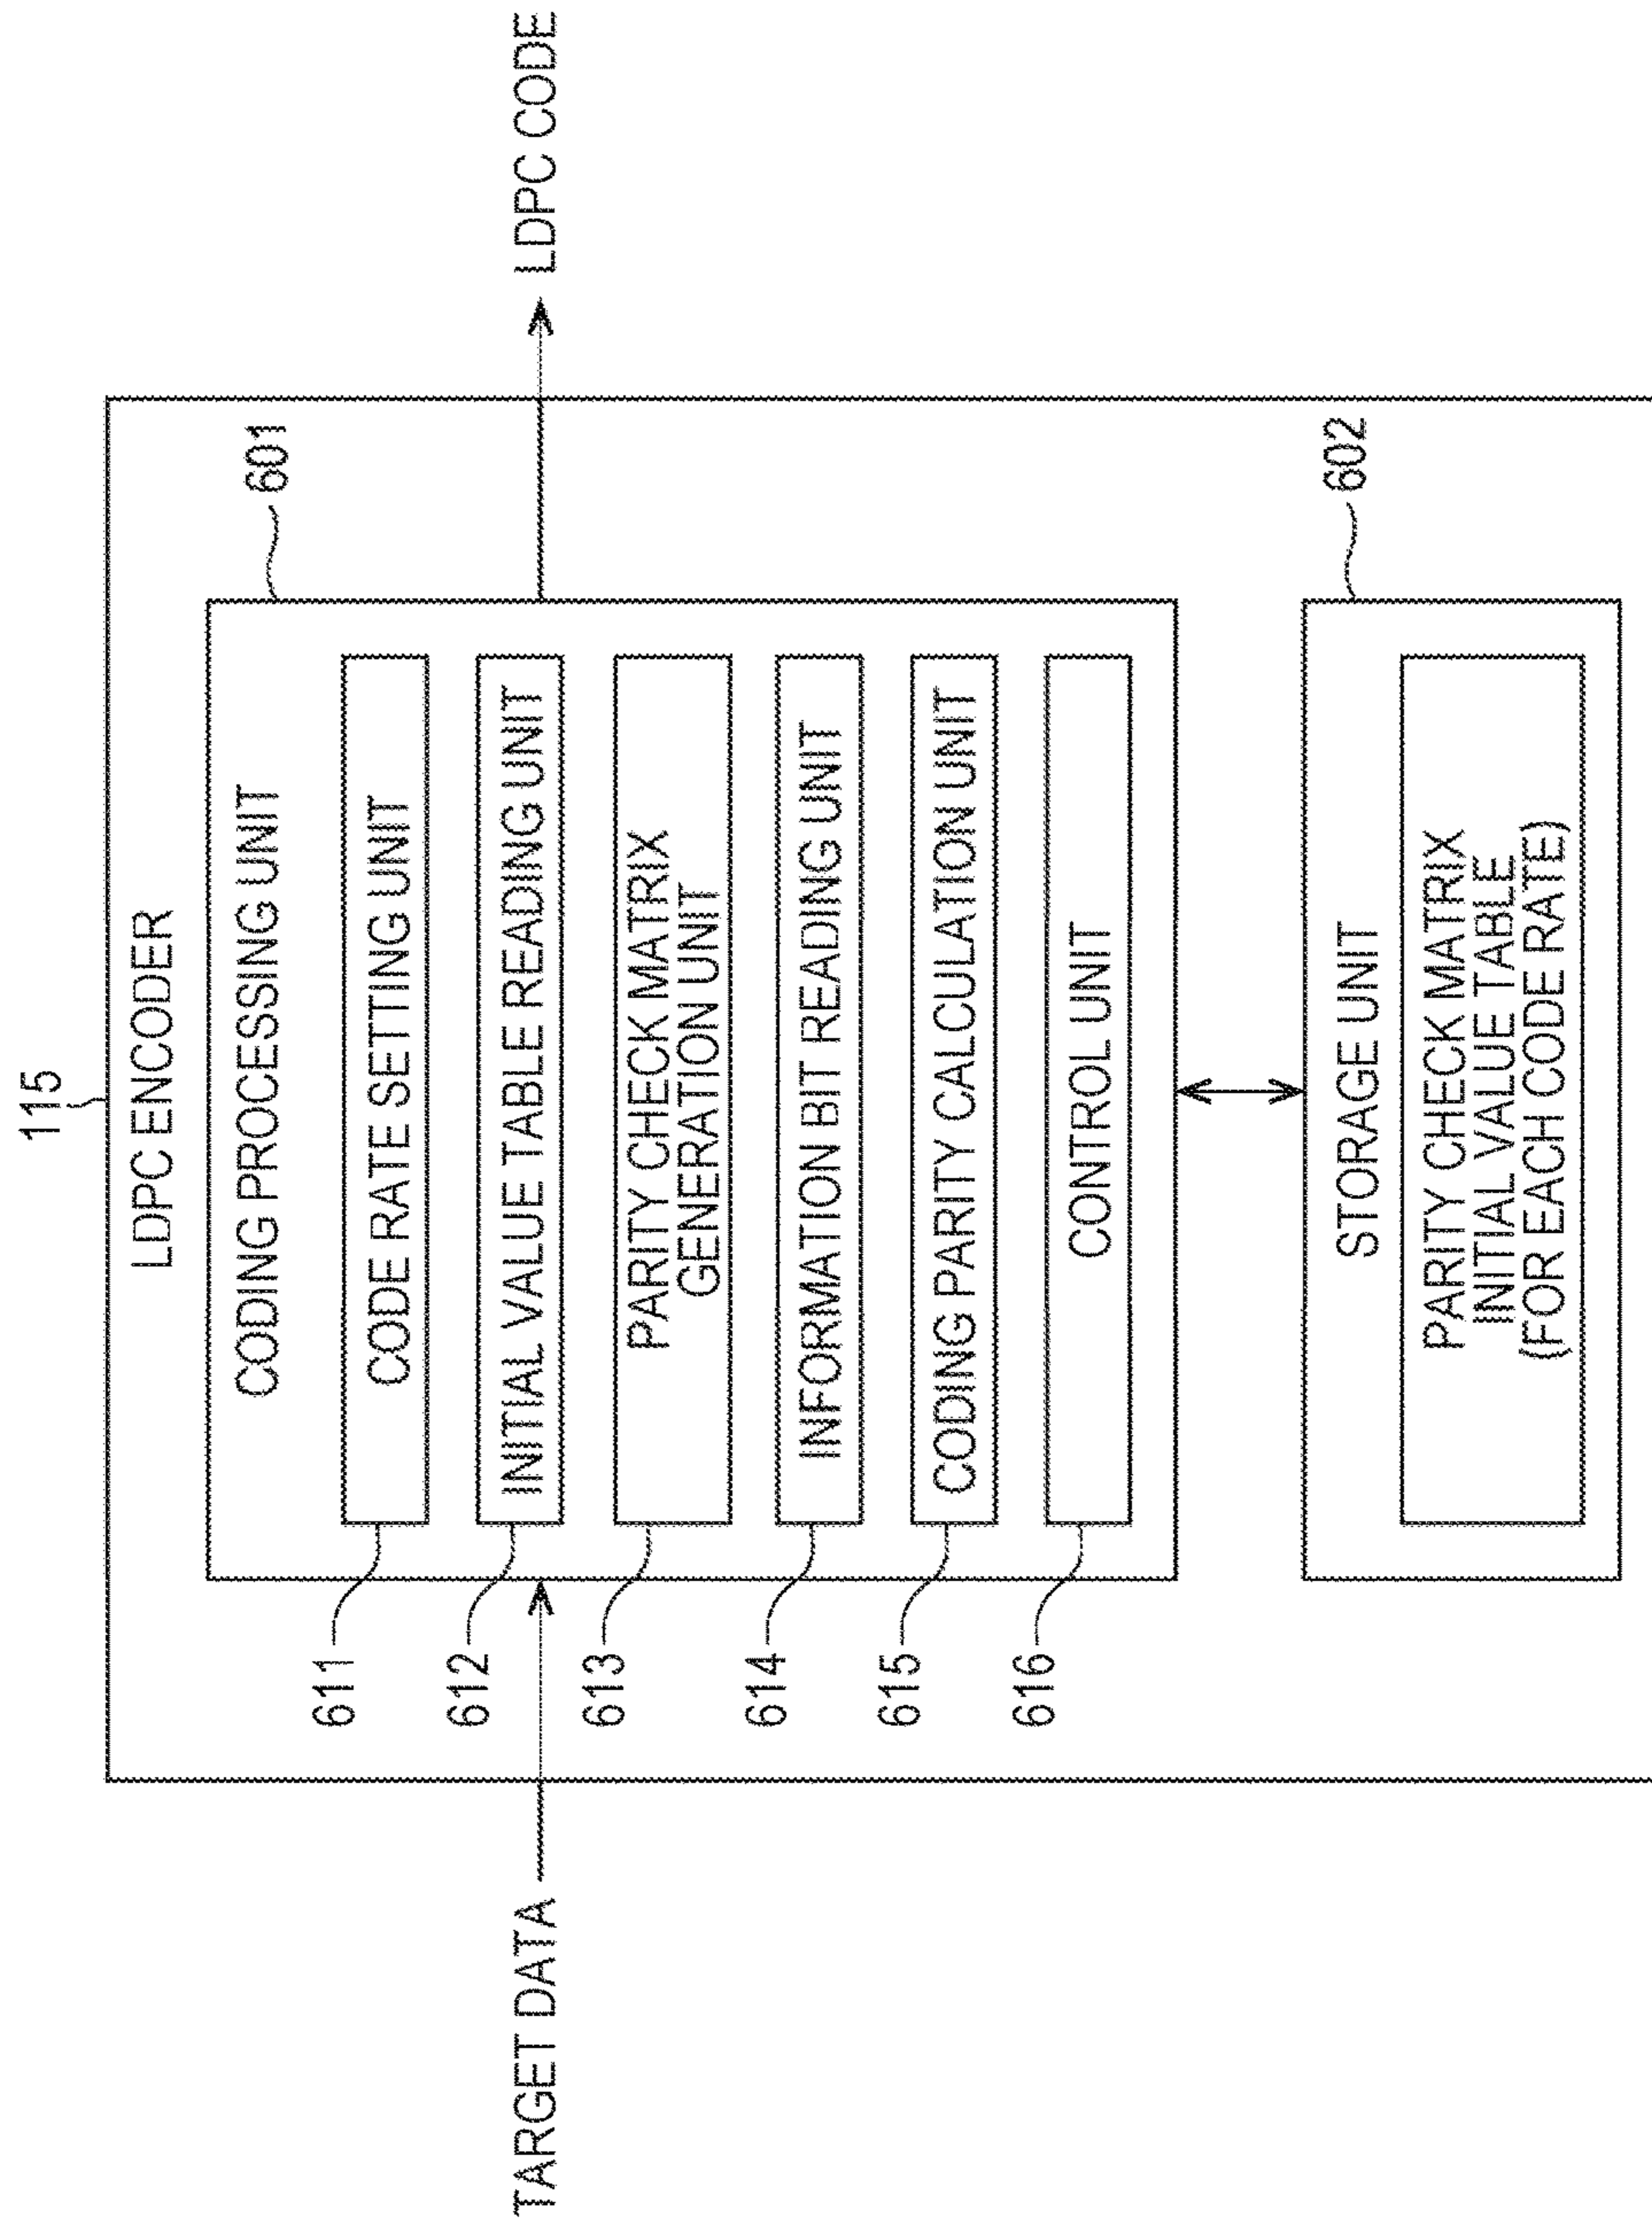 115
LDPC ENCODER
601
CODING PROCESSING UNIT
611
CODE RATE SETTING UNIT
612
INITIAL VALUE TABLE READING UNIT
TARGET DATA
LDPC CODE
613
PARITY CHECK MATRIX
GENERATION UNIT
614
INFORMATION BIT READING UNIT
615
CODING PARITY CALCULATION UNIT
616
CONTROL UNIT
602
STORAGE UNIT
PARITY CHECK MATRIX
INITIAL VALUE TABLE
(FOR EACH CODE RATE)